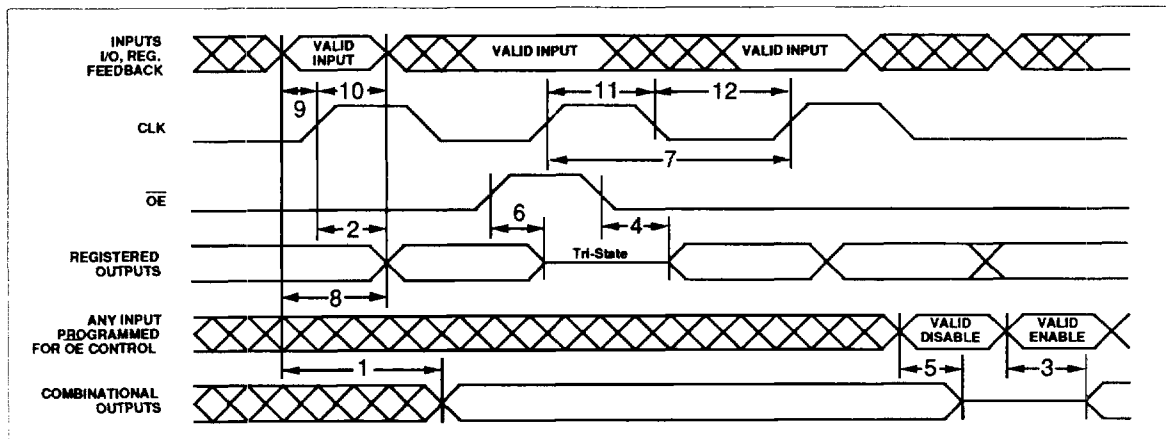 INPUTS
I/O, REG.
FEEDBACK
VALID
INPUT
VALID INPUT
VALID INPUT
9
10
11
12
CLK
7
OE
6
4
2
REGISTERED
OUTPUTS
Tri-State
8
ANY INPUT
PROGRAMMED
FOR OE CONTROL
VALID
DISABLE
VALID
ENABLE
1
5
3
COMBINATIONAL
OUTPUTS